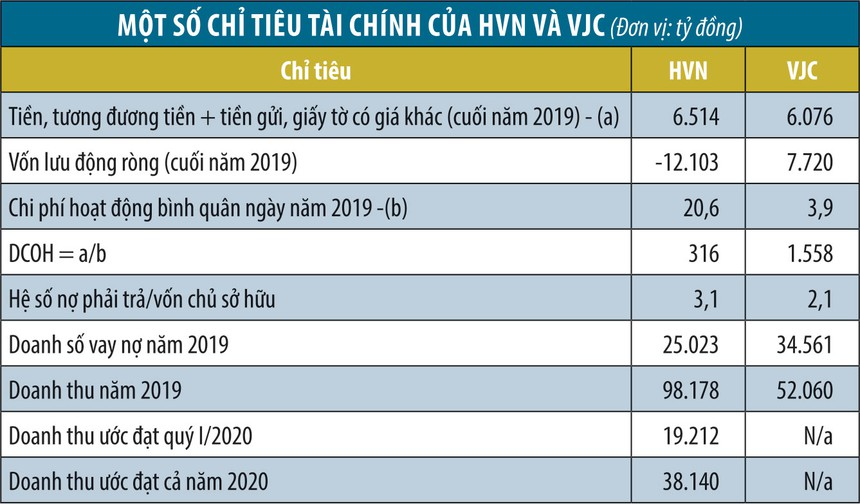 MỘT SỐ CHỈ TIÊU TÀI CHÍNH CỦA HVN VÀ VJC (Đơn vị: tỷ đồng)
Chỉ tiêu HVN VJC
Tiền, tương đương tiền + tiền gửi, giấy tờ có giá khác (cuối năm 2019) - (a) 6.514 6.076
Vốn lưu động ròng (cuối năm 2019) -12.103 7.720
Chi phí hoạt động bình quân ngày năm 2019 -(b) 20,6 3,9
DCOH = a/b 316 1.558
Hệ số nợ phải trả/vốn chủ sở hữu 3,1 2,1
Doanh số vay nợ năm 2019 25.023 34.561
Doanh thu năm 2019 98.178 52.060
Doanh thu ước đạt quý I/2020 19.212 N/a
Doanh thu ước đạt cả năm 2020 38.140 N/a